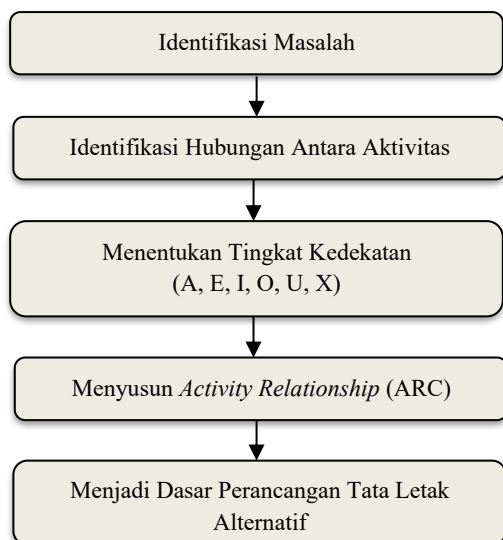 Identifikasi Masalah
Identifikasi Hubungan Antara Aktivitas
Menentukan Tingkat Kedekatan
(A, E, I, O, U, X)
Menyusun Activity Relationship (ARC)
Menjadi Dasar Perancangan Tata Letak
Alternatif